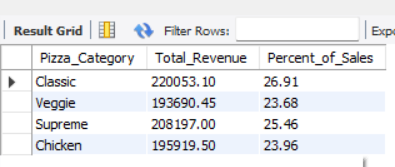 Result Grid Filter Rows: Expo
Pizza_Category Total_Revenue Percent_of_Sales
Classic 220053.10 26.91
Veggie 193690.45 23.68
Supreme 208197.00 25.46
Chicken 195919.50 23.96